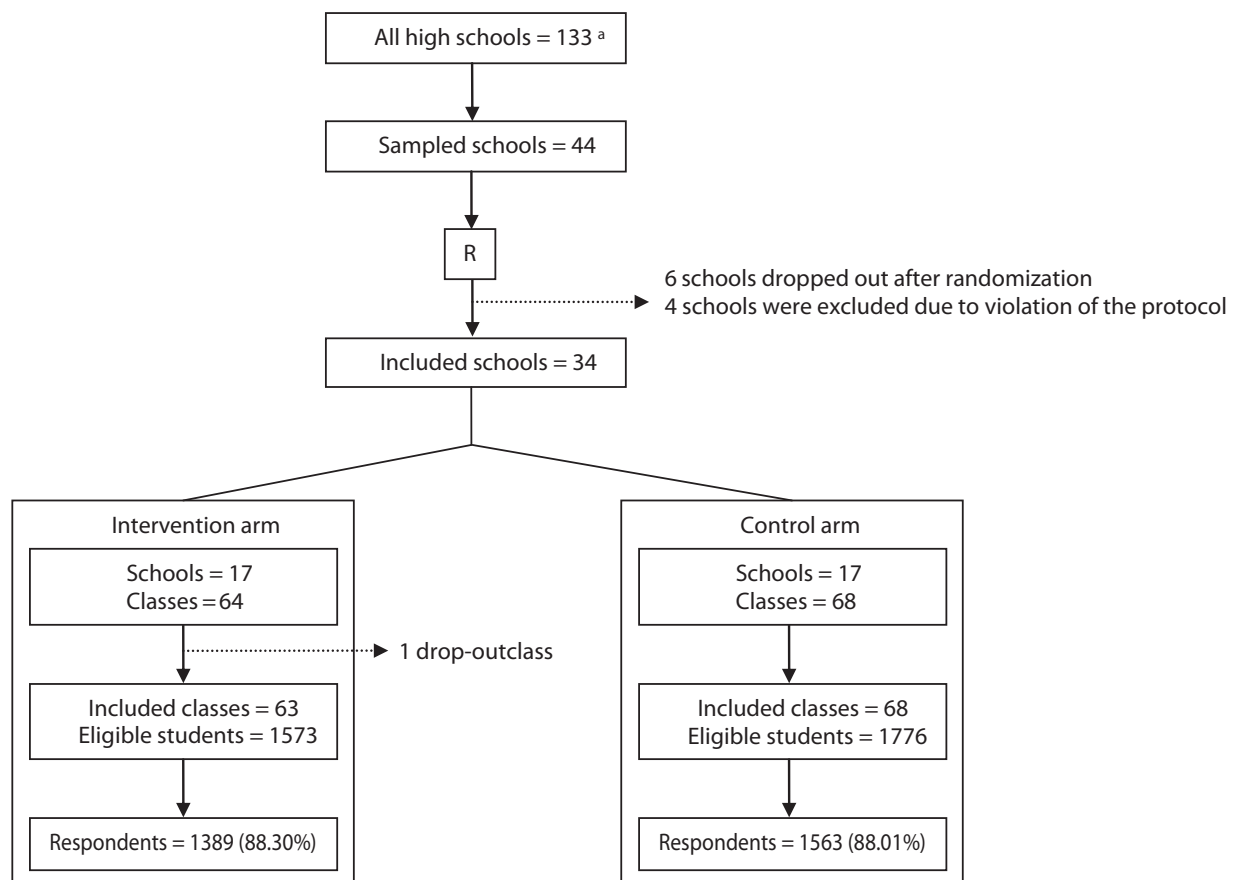 All high schools = 133 a
Sampled schools = 44
R
6 schools dropped out after randomization
4 schools were excluded due to violation of the protocol
Included schools = 34
Intervention arm
Schools = 17
Classes = 64
1 drop-outclass
Included classes = 63
Eligible students = 1573
Respondents = 1389 (88.30%)
Control arm
Schools = 17
Classes = 68
Included classes = 68
Eligible students = 1776
Respondents = 1563 (88.01%)